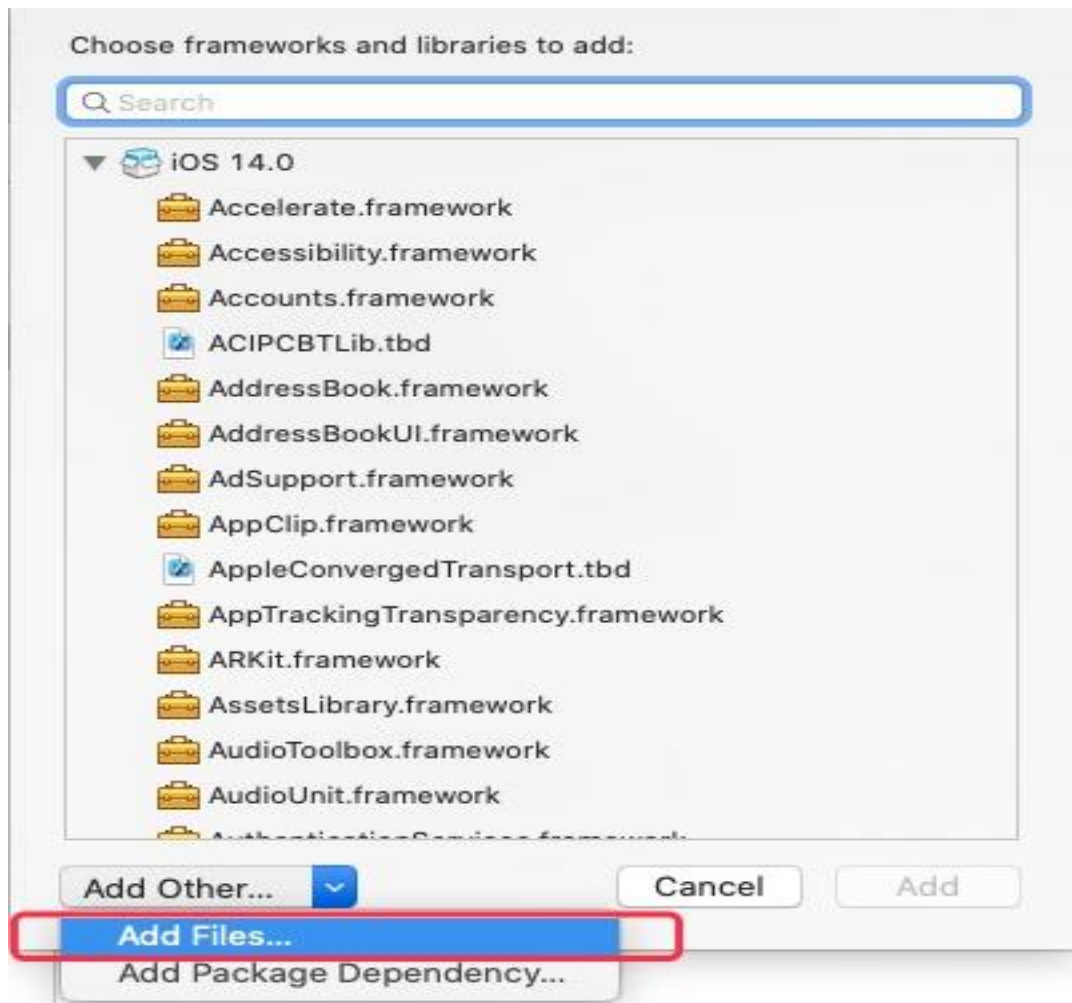 Choose frameworks and libraries to add:
Search
iOS 14.0
Accelerate.framework
Accessibility.framework
Accounts.framework
ACIPCBTLib.tbd
AddressBook.framework
AddressBookUI.framework
AdSupport.framework
AppClip.framework
AppleConvergedTransport.tbd
AppTrackingTransparency.framework
ARKit.framework
AssetsLibrary.framework
AudioToolbox.framework
AudioUnit.framework
AuthenticationServices.framework
Add Other... Cancel Add
Add Files...
Add Package Dependency...